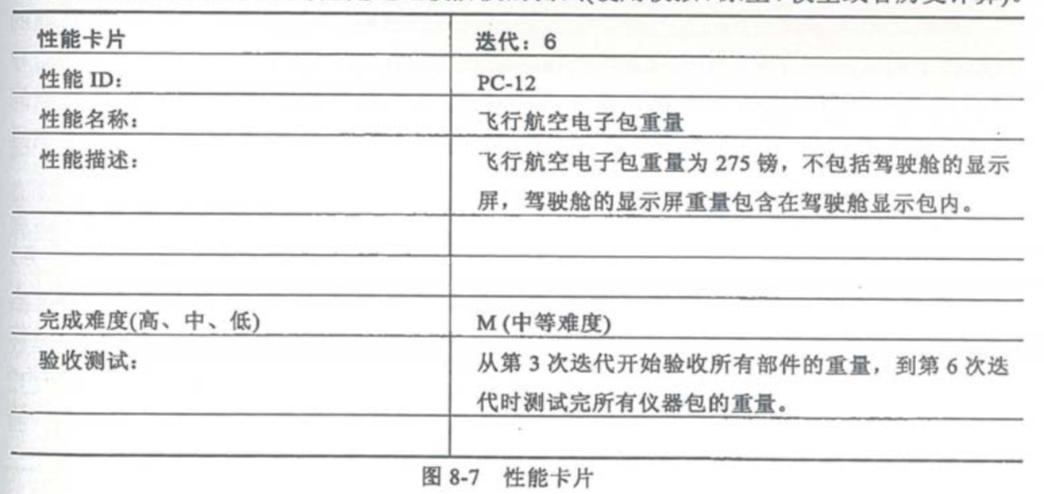 性能卡片 迭代：6
性能 ID： PC-12
性能名称： 飞行航空电子包重量
性能描述： 飞行航空电子包重量为 275 镑，不包括驾驶舱的显示
屏，驾驶舱的显示屏重量包含在驾驶舱显示包内。
完成难度(高、中、低) M (中等难度)
验收测试： 从第 3 次迭代开始验收所有部件的重量，到第 6 次迭
代时测试完所有仪器包的重量。
图 8-7 性能卡片